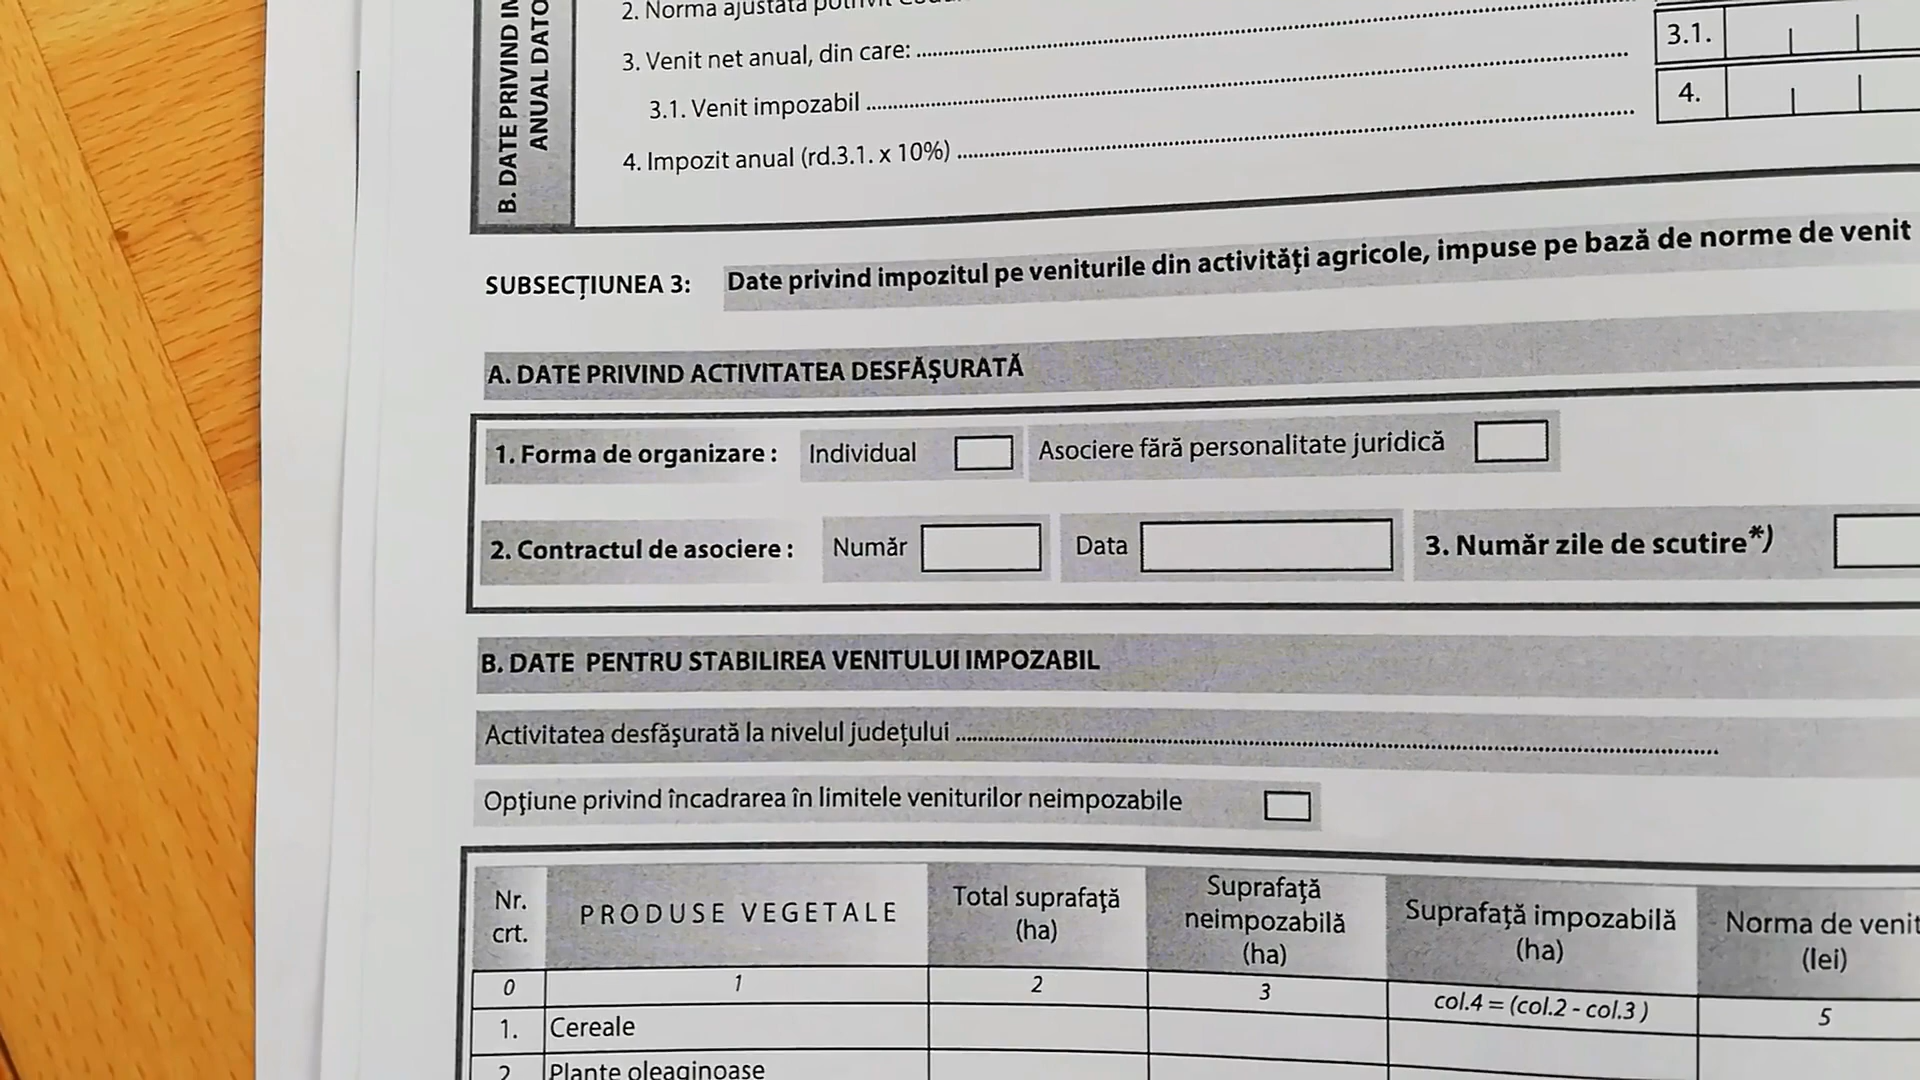 B. DATE PRIVIND
ANUAL
2. Norma ajustată potrivit
3. Venit net anual, din care:
3.1. Venit impozabil
4. Impozit anual (rd.3.1. x 10%)
3.1.
4.
SUBSECŢIUNEA 3: Date privind impozitul pe veniturile din activităţi agricole, impuse pe bază de norme de venit
A. DATE PRIVIND ACTIVITATEA DESFĂŞURATĂ
1. Forma de organizare : Individual Asociere fără personalitate juridică
2. Contractul de asociere : Număr Data 3. Număr zile de scutire*)
B. DATE PENTRU STABILIREA VENITULUI IMPOZABIL
Activitatea desfăşurată la nivelul judeţului
Opţiune privind încadrarea în limitele veniturilor neimpozabile
Nr. crt. PRODUSE VEGETALE Total suprafaţă (ha) Suprafaţă neimpozabilă (ha) Suprafaţă impozabilă (ha) Norma de venit (lei)
0 1 2 3 col.4 = (col.2 - col.3 ) 5
1. Cereale
2. Plante oleaginoase